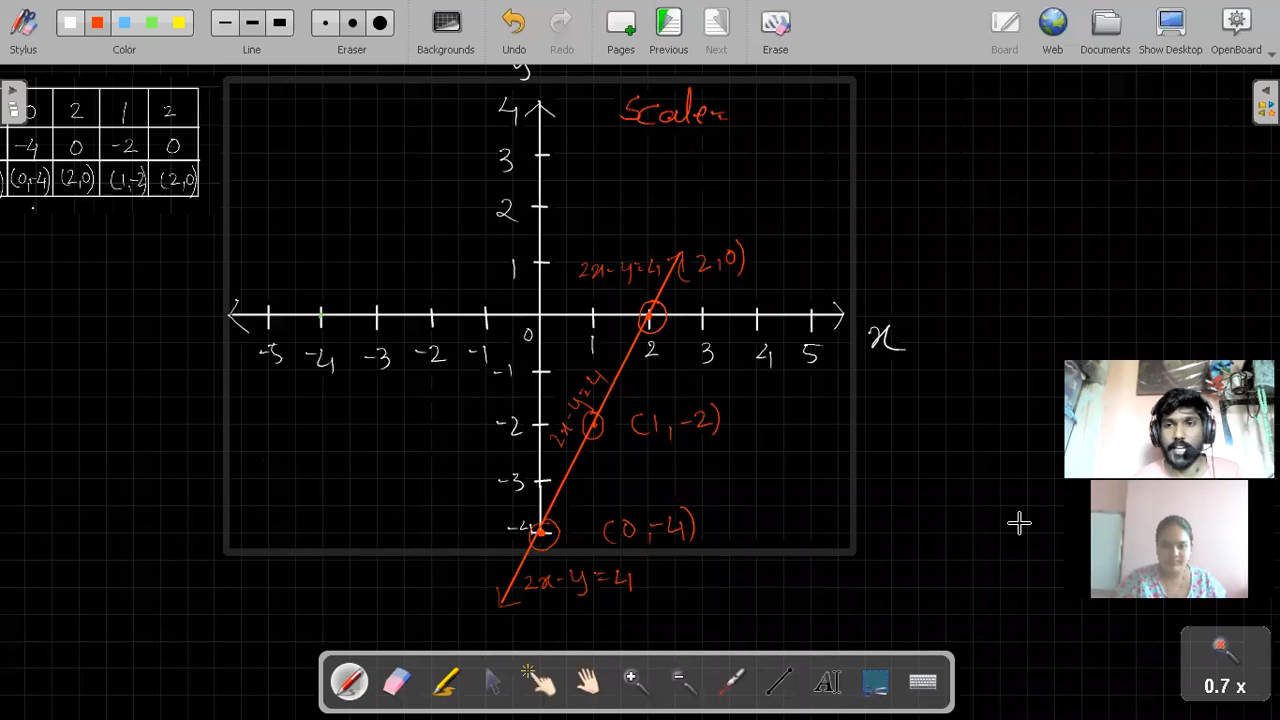 Stylus
Color
Line
Eraser
Backgrounds
Undo
Redo
Pages
Previous
Next
Erase
Board
Web
Documents
Show Desktop
OpenBoard
0 2 1 2
-4 0 -2 0
(0,-4) (2,0) (1,-2) (2,0)
y
Scaler
4
3
2
1
2x-y=4 (2,0)
-5 -4 -3 -2 -1 0 1 2 3 4 5
x
-1
2x-y=4
-2 (1,-2)
-3
-4 (0,-4)
2x-y=4
0.7 x